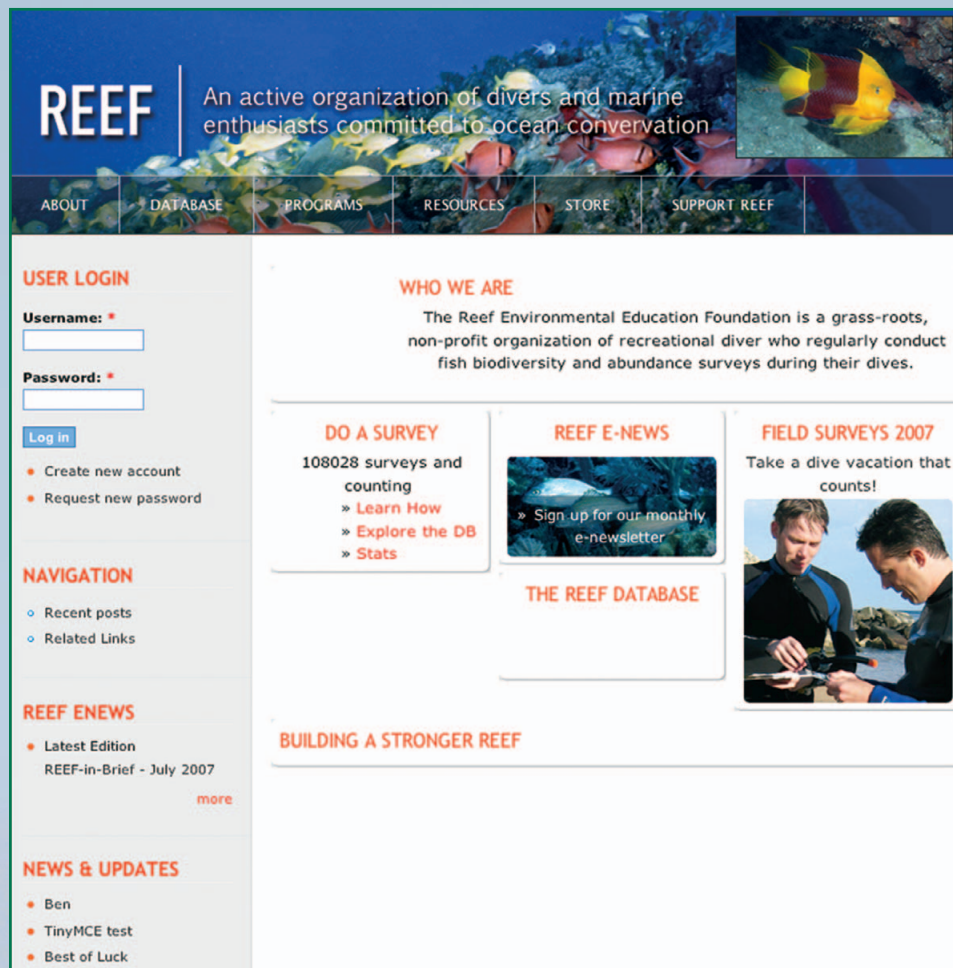 REEF
An active organization of divers and marine
enthusiasts committed to ocean convervation
ABOUT
DATABASE
PROGRAMS
RESOURCES
STORE
SUPPORT REEF
USER LOGIN
Username: *
Password: *
Log in
Create new account
Request new password
NAVIGATION
Recent posts
Related Links
REEF ENEWS
Latest Edition
REEF-in-Brief - July 2007
more
NEWS & UPDATES
Ben
TinyMCE test
Best of Luck
WHO WE ARE
The Reef Environmental Education Foundation is a grass-roots,
non-profit organization of recreational diver who regularly conduct
fish biodiversity and abundance surveys during their dives.
DO A SURVEY
108028 surveys and
counting
» Learn How
» Explore the DB
» Stats
REEF E-NEWS
» Sign up for our monthly
e-newsletter
THE REEF DATABASE
FIELD SURVEYS 2007
Take a dive vacation that
counts!
BUILDING A STRONGER REEF